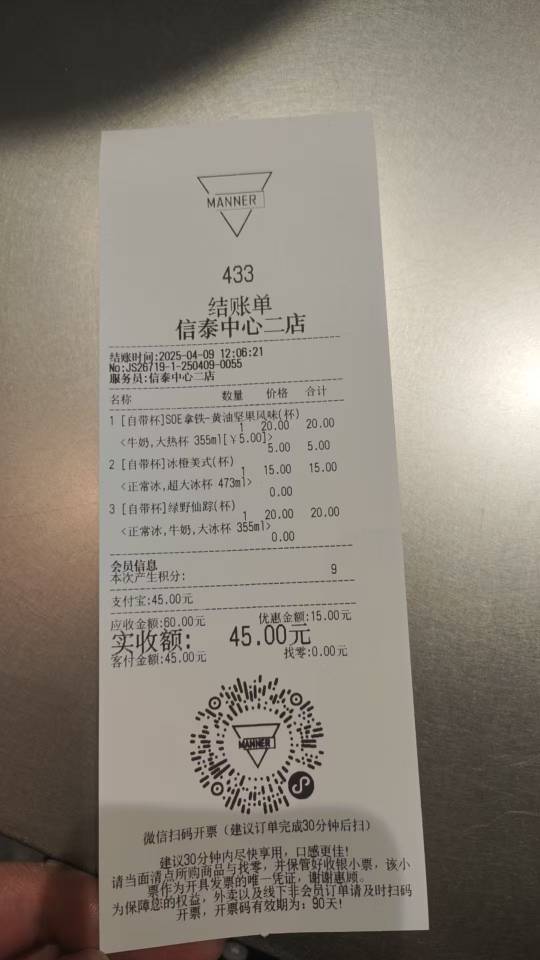 MANNER
433
结账单
信泰中心二店
结账时间:2025-04-09 12:06:21
No:JS26719-1-250409-0055
服务员:信泰中心二店
名称 数量 价格 合计
1 [自带杯]SOE拿铁-黄油坚果风味(杯)
1 20.00 20.00
<牛奶,大热杯 355ml[￥5.00]>
5.00 5.00
2 [自带杯]冰橙美式(杯)
1 15.00 15.00
<正常冰,超大冰杯 473ml>
0.00
3 [自带杯]绿野仙踪(杯)
1 20.00 20.00
<正常冰,牛奶,大冰杯 355ml>
0.00
会员信息
本次产生积分: 9
支付宝:45.00元
应收金额:60.00元 优惠金额:15.00元
实收额: 45.00元
客付金额:45.00元 找零:0.00元
MANNER
微信扫码开票（建议订单完成30分钟后扫）
建议30分钟内尽快享用，口感更佳!
请当面清点所购商品与找零，并保管好收银小票，该小
票作为开具发票的唯一凭证，谢谢惠顾。
为保障您的权益，外卖以及线下非会员订单请及时扫码
开票，开票码有效期为：90天!